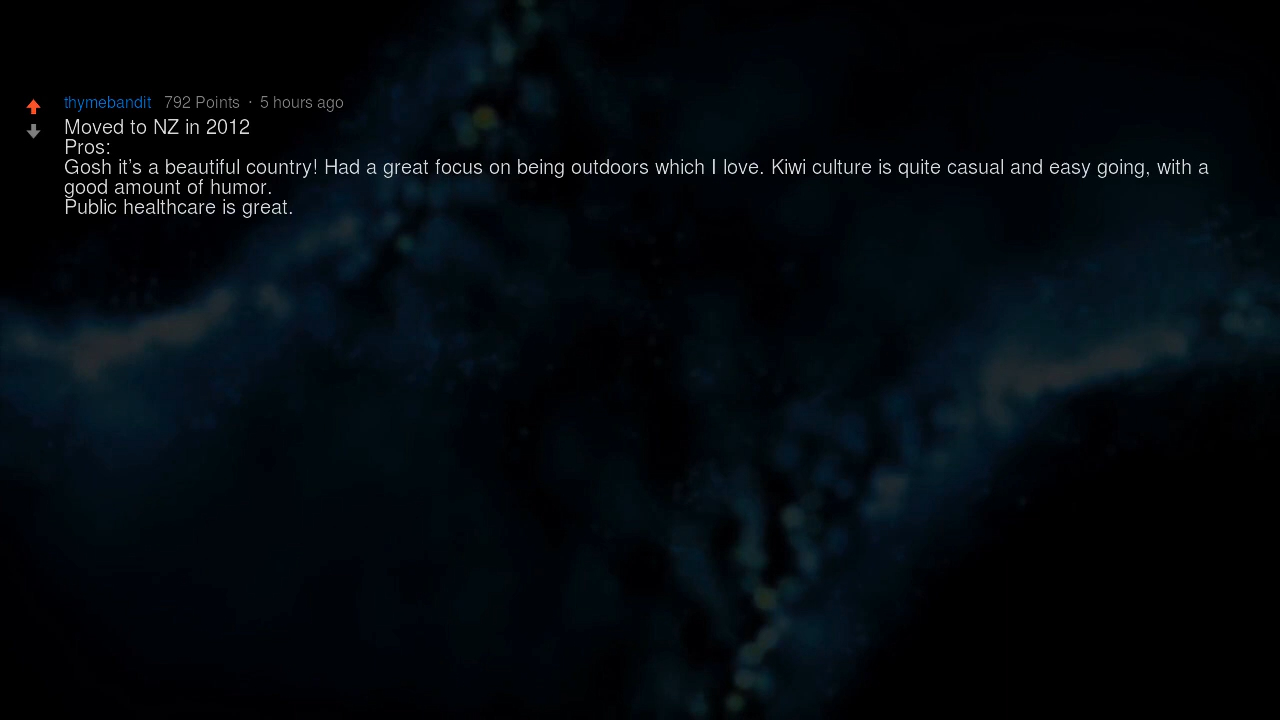 thymebandit 792 Points · 5 hours ago
Moved to NZ in 2012
Pros:
Gosh it's a beautiful country! Had a great focus on being outdoors which I love. Kiwi culture is quite casual and easy going, with a
good amount of humor.
Public healthcare is great.